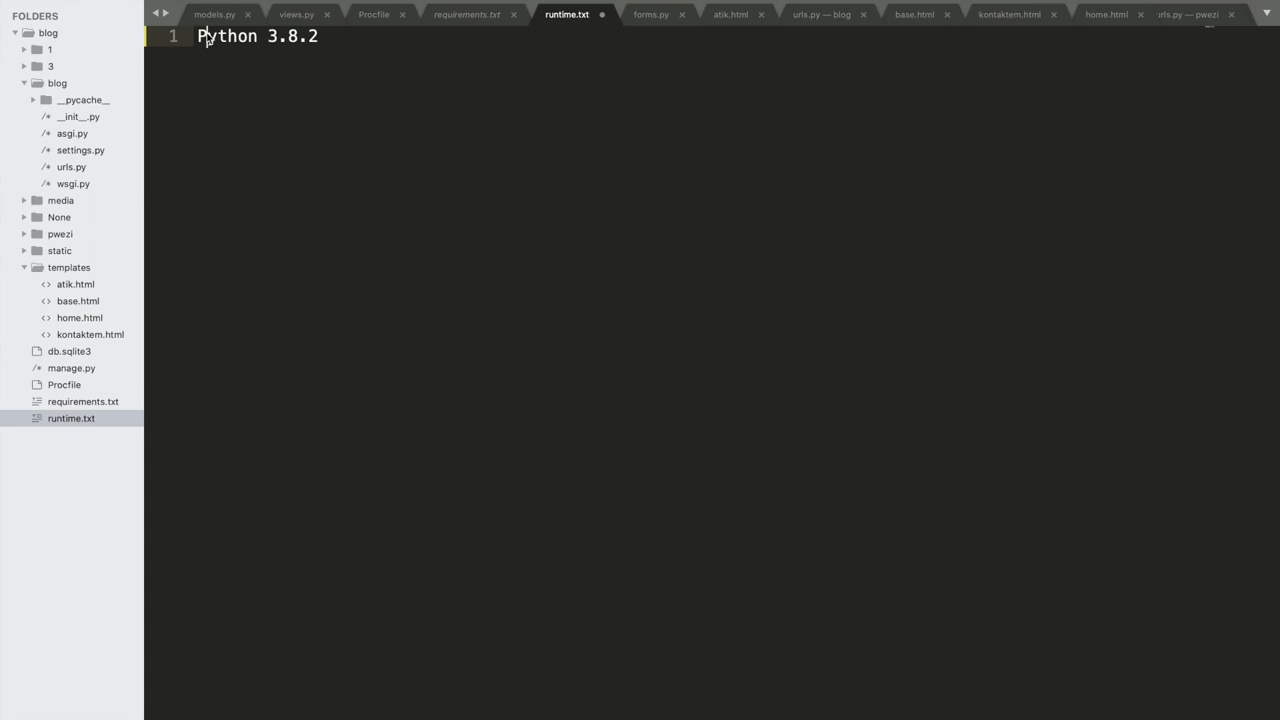 FOLDERS
blog
1
3
blog
__pycache__
__init__.py
asgi.py
settings.py
urls.py
wsgi.py
media
None
pwezi
static
templates
atik.html
base.html
home.html
kontaktem.html
db.sqlite3
manage.py
Procfile
requirements.txt
runtime.txt
models.py
views.py
Procfile
requirements.txt
runtime.txt
forms.py
atik.html
urls.py — blog
base.html
kontaktem.html
home.html
urls.py — pwezi
1
Python 3.8.2